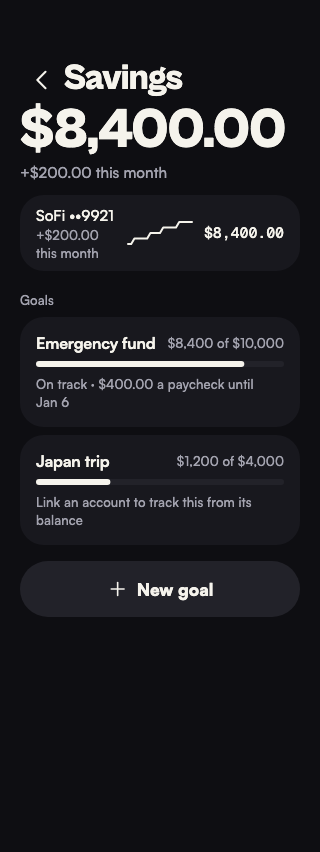 Savings
$8,400.00
+$200.00 this month
SoFi ••9921
+$200.00
this month
$8,400.00
Goals
Emergency fund $8,400 of $10,000
On track · $400.00 a paycheck until
Jan 6
Japan trip $1,200 of $4,000
Link an account to track this from its
balance
New goal